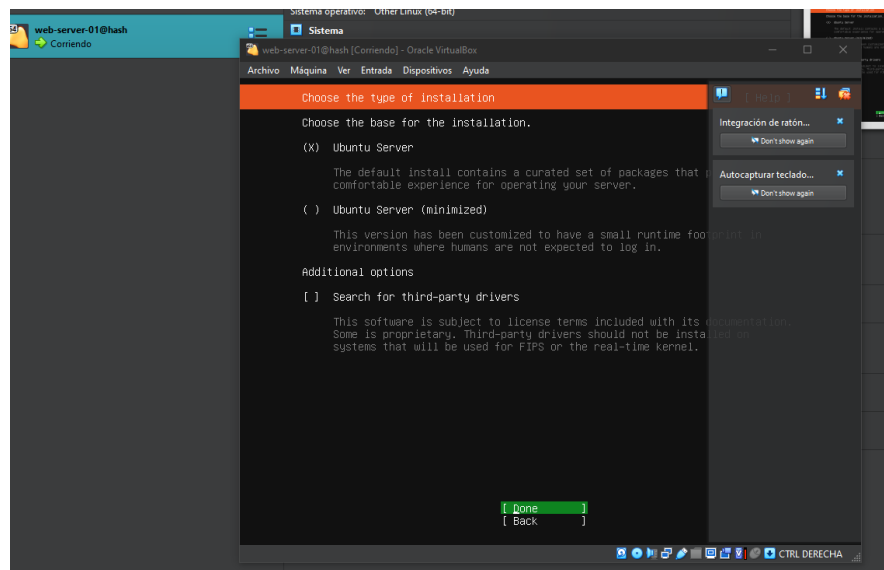 Sistema operativo: Other Linux (64-bit)
web-server-01@hash
Corriendo
Sistema
web-server-01@hash [Corriendo] - Oracle VirtualBox
Archivo Máquina Ver Entrada Dispositivos Ayuda
Choose the type of installation [ Help ]
Choose the base for the installation.
(X) Ubuntu Server
The default install contains a curated set of packages that
comfortable experience for operating your server.
( ) Ubuntu Server (minimized)
This version has been customized to have a small runtime footprint in
environments where humans are not expected to log in.
Additional options
[ ] Search for third-party drivers
This software is subject to license terms included with its documentation.
Some is proprietary. Third-party drivers should not be installed on
systems that will be used for FIPS or the real-time kernel.
[ Done ]
[ Back ]
Integración de ratón...
Don't show again
Autocapturar teclado...
Don't show again
CTRL DERECHA